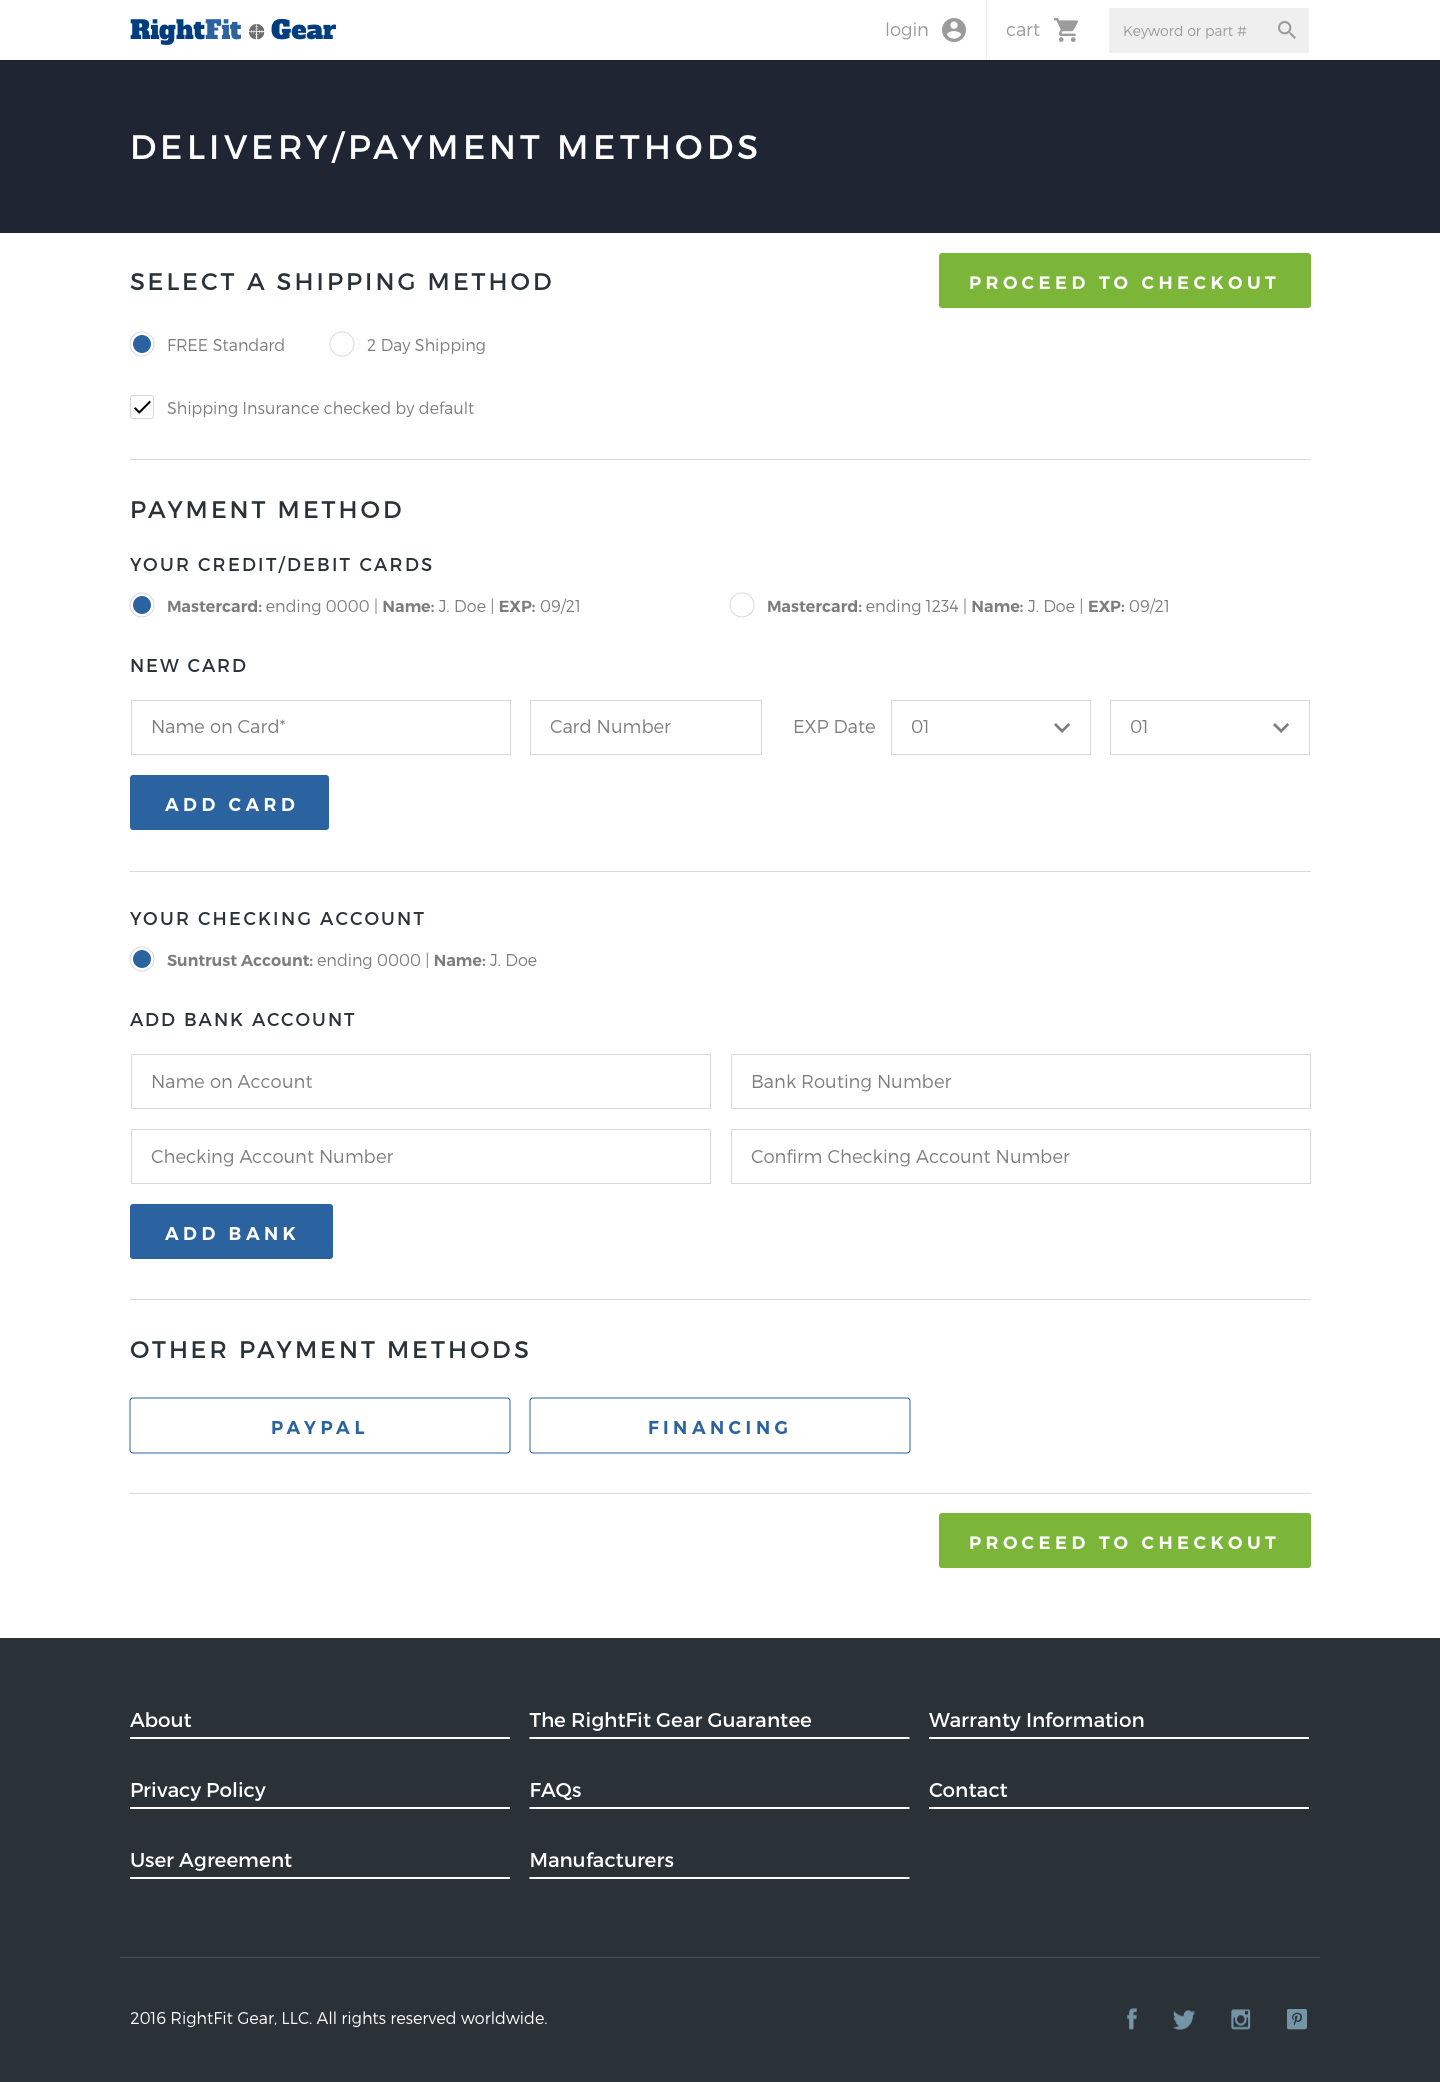 RightFit Gear
login
cart
Keyword or part #
DELIVERY/PAYMENT METHODS
SELECT A SHIPPING METHOD
PROCEED TO CHECKOUT
FREE Standard
2 Day Shipping
Shipping Insurance checked by default
PAYMENT METHOD
YOUR CREDIT/DEBIT CARDS
Mastercard: ending 0000 | Name: J. Doe | EXP: 09/21
Mastercard: ending 1234 | Name: J. Doe | EXP: 09/21
NEW CARD
Name on Card*
Card Number
EXP Date
01
01
ADD CARD
YOUR CHECKING ACCOUNT
Suntrust Account: ending 0000 | Name: J. Doe
ADD BANK ACCOUNT
Name on Account
Bank Routing Number
Checking Account Number
Confirm Checking Account Number
ADD BANK
OTHER PAYMENT METHODS
PAYPAL
FINANCING
PROCEED TO CHECKOUT
About
The RightFit Gear Guarantee
Warranty Information
Privacy Policy
FAQs
Contact
User Agreement
Manufacturers
2016 RightFit Gear, LLC. All rights reserved worldwide.